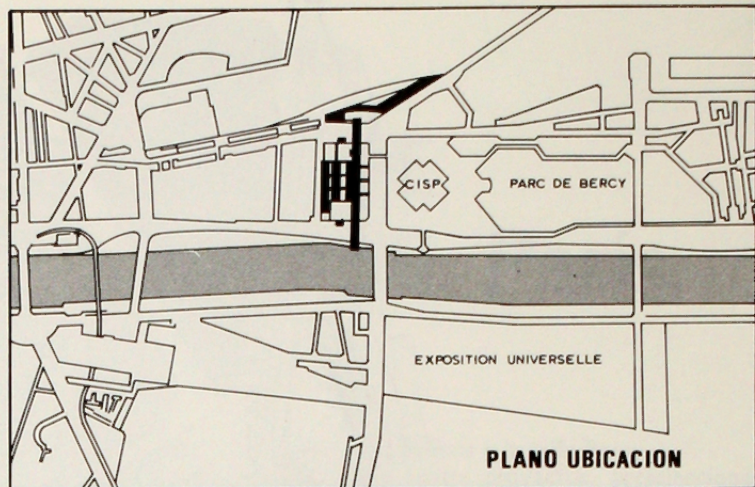 CISP
PARC DE BERCY
EXPOSITION UNIVERSELLE
PLANO UBICACION